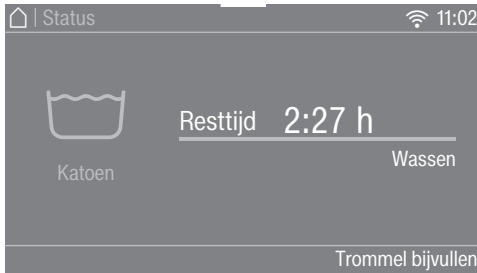 Status 11:02
Resttijd 2:27 h
Wassen
Katoen
Trommel bijvullen